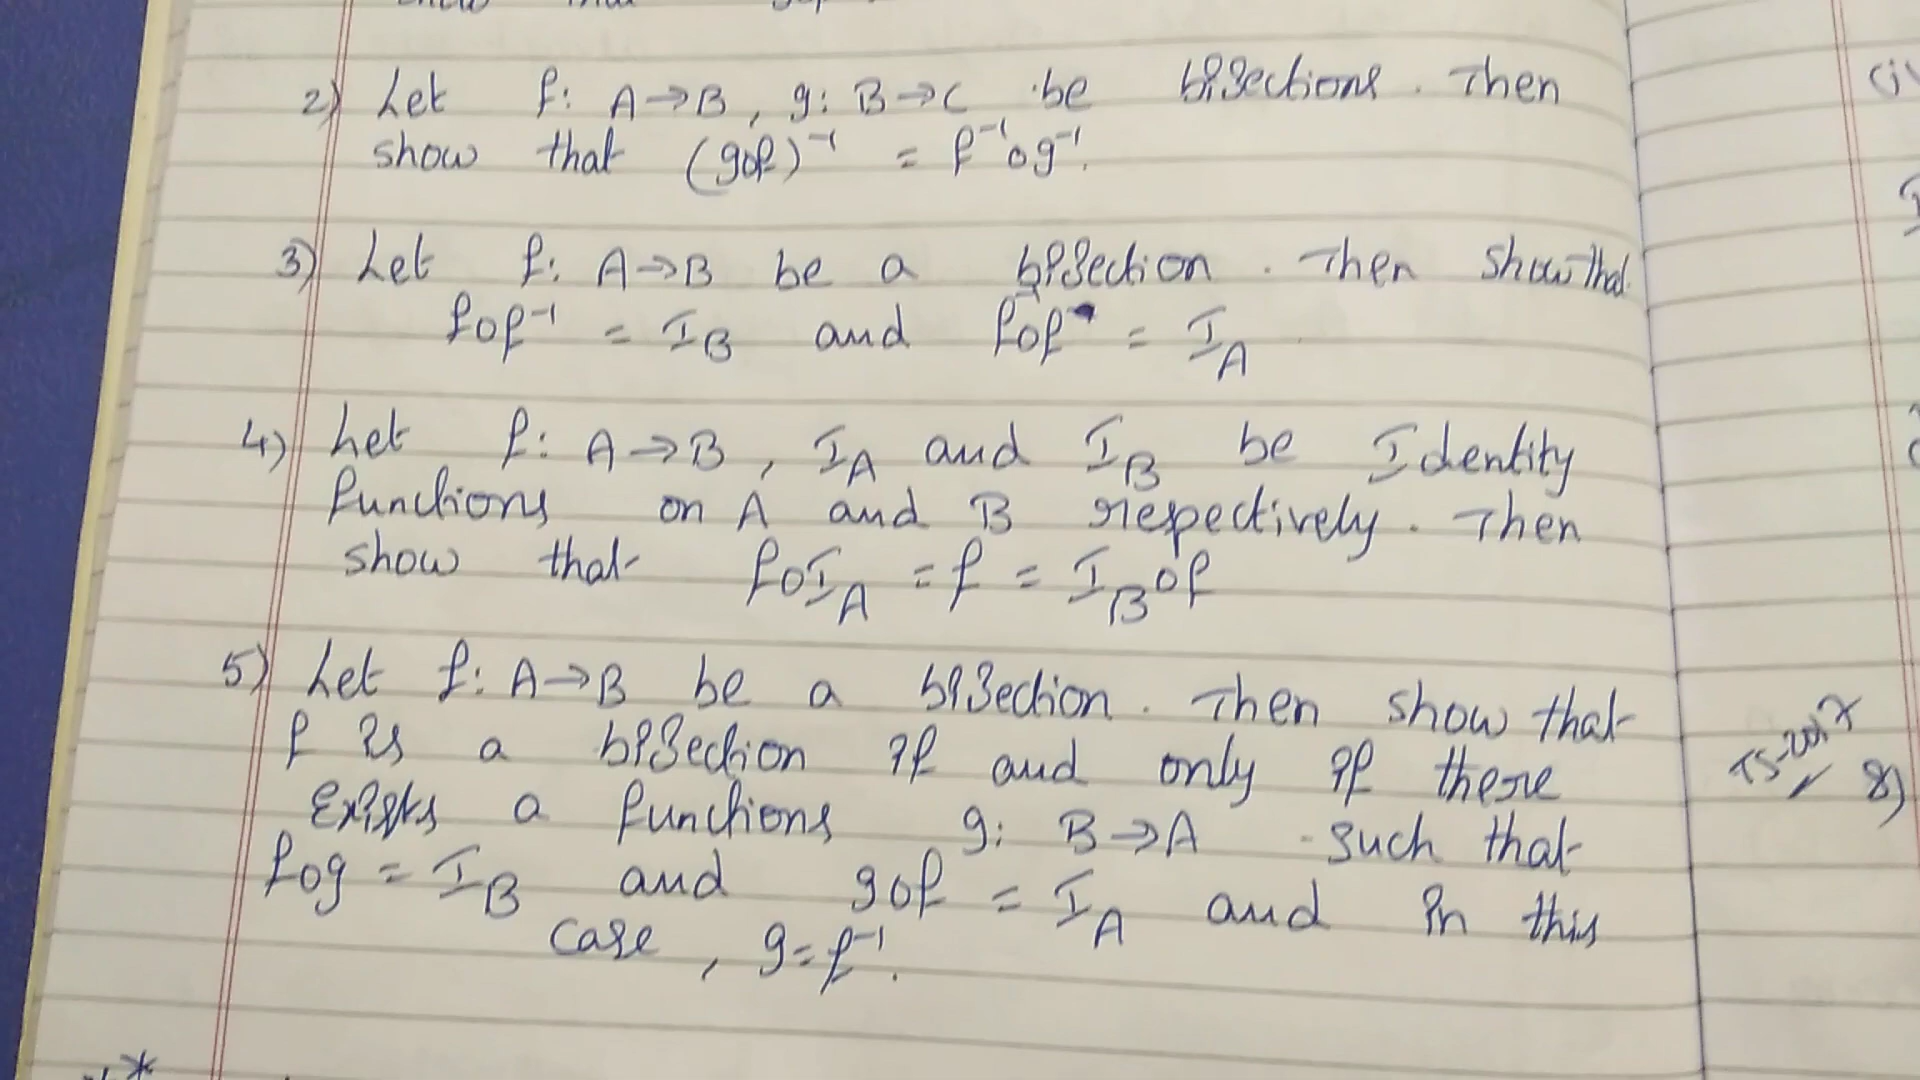 2) Let f: A→B, g: B→C be bijections. Then
show that (gof)⁻¹ = f⁻¹og⁻¹.
3) Let f: A→B be a bijection. Then show that
fof⁻¹ = I_B and f⁻¹of = I_A
4) Let f: A→B, I_A and I_B be Identity
functions on A and B respectively. Then
show that foI_A = f = I_B of
5) Let f: A→B be a bijection. Then show that
f is a bijection if and only if there
Exists a functions g: B→A such that
fog = I_B and gof = I_A and in this
case, g=f⁻¹.
8)